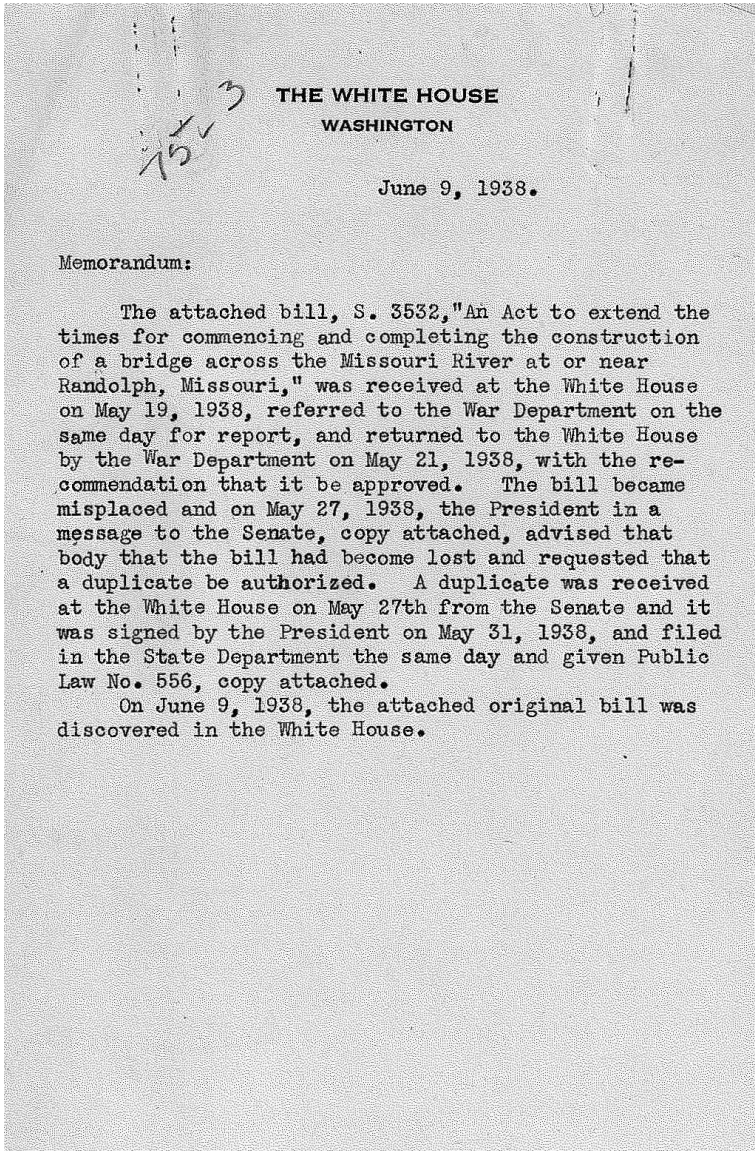 THE WHITE HOUSE
WASHINGTON
75-3
June 9, 1938.
Memorandum:
The attached bill, S. 3532,"An Act to extend the
times for commencing and completing the construction
of a bridge across the Missouri River at or near
Randolph, Missouri," was received at the White House
on May 19, 1938, referred to the War Department on the
same day for report, and returned to the White House
by the War Department on May 21, 1938, with the re-
commendation that it be approved. The bill became
misplaced and on May 27, 1938, the President in a
message to the Senate, copy attached, advised that
body that the bill had become lost and requested that
a duplicate be authorized. A duplicate was received
at the White House on May 27th from the Senate and it
was signed by the President on May 31, 1938, and filed
in the State Department the same day and given Public
Law No. 556, copy attached.
On June 9, 1938, the attached original bill was
discovered in the White House.